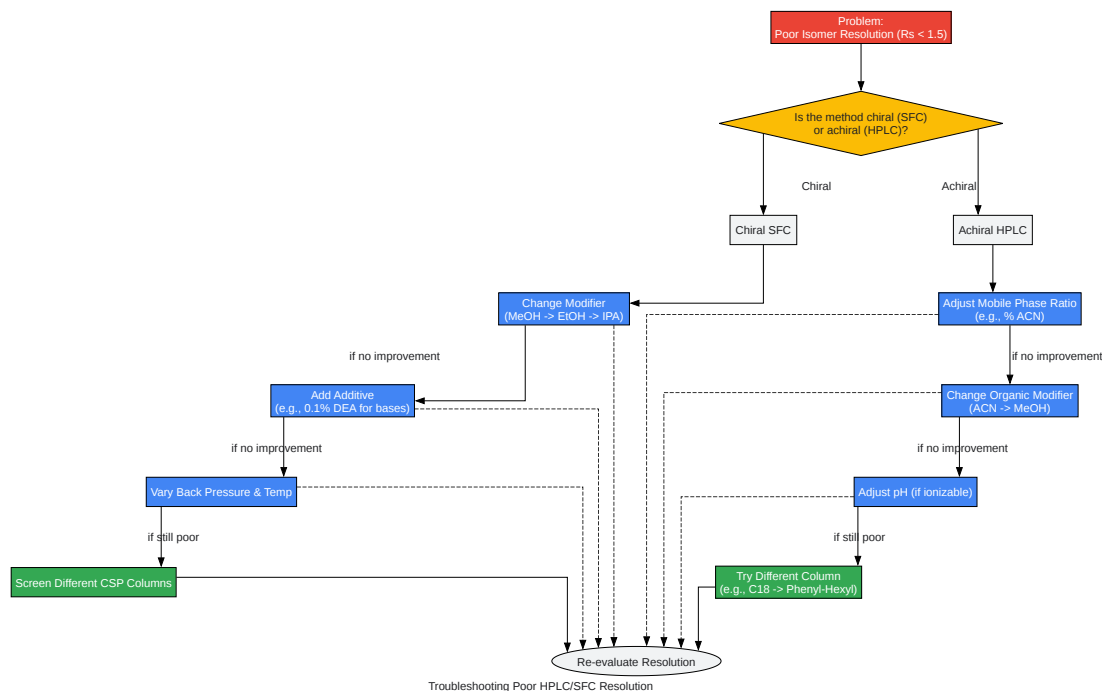 Problem:
Poor Isomer Resolution (Rs < 1.5)
Is the method chiral (SFC)
or achiral (HPLC)?
Chiral
Achiral
Chiral SFC
Achiral HPLC
Change Modifier
(MeOH -> EtOH -> IPA)
Adjust Mobile Phase Ratio
(e.g., % ACN)
if no improvement
if no improvement
Add Additive
(e.g., 0.1% DEA for bases)
Change Organic Modifier
(ACN -> MeOH)
if no improvement
if no improvement
Vary Back Pressure & Temp
Adjust pH (if ionizable)
if still poor
if still poor
Screen Different CSP Columns
Try Different Column
(e.g., C18 -> Phenyl-Hexyl)
Re-evaluate Resolution
Troubleshooting Poor HPLC/SFC Resolution